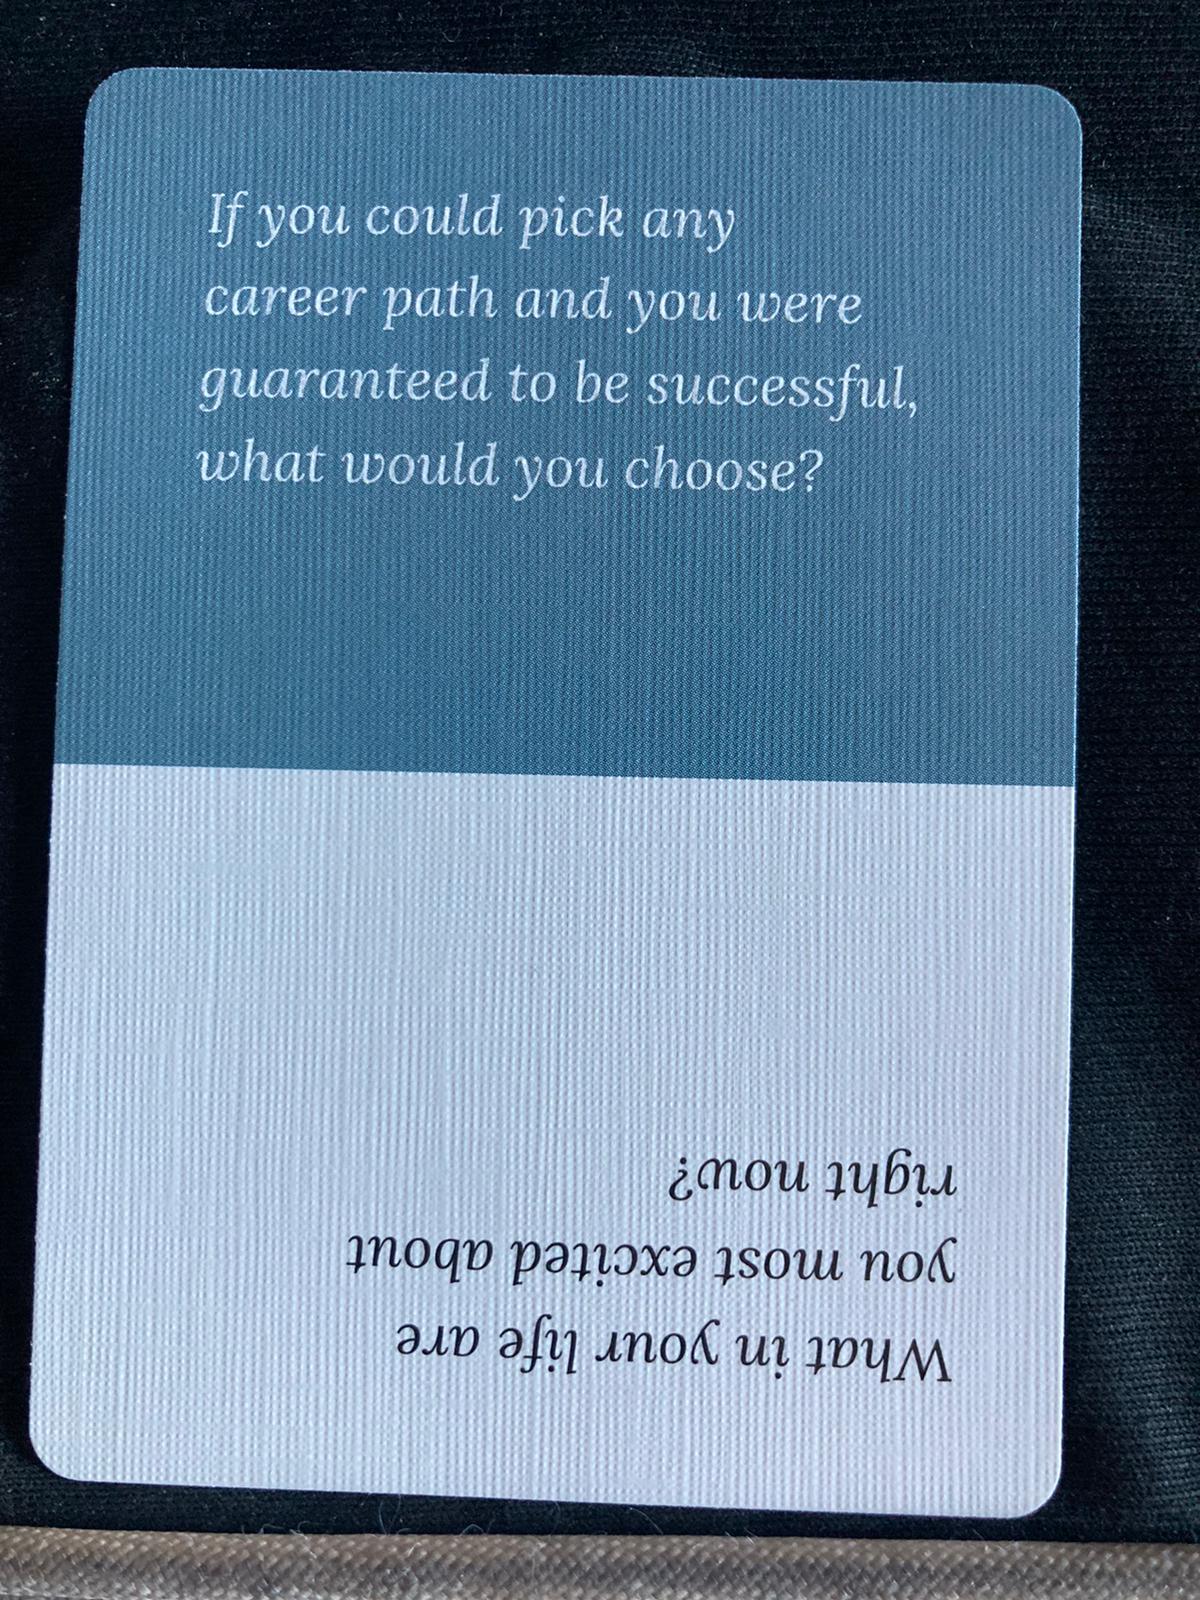 If you could pick any
career path and you were
guaranteed to be successful,
what would you choose?
What in your life are
you most excited about
right now?